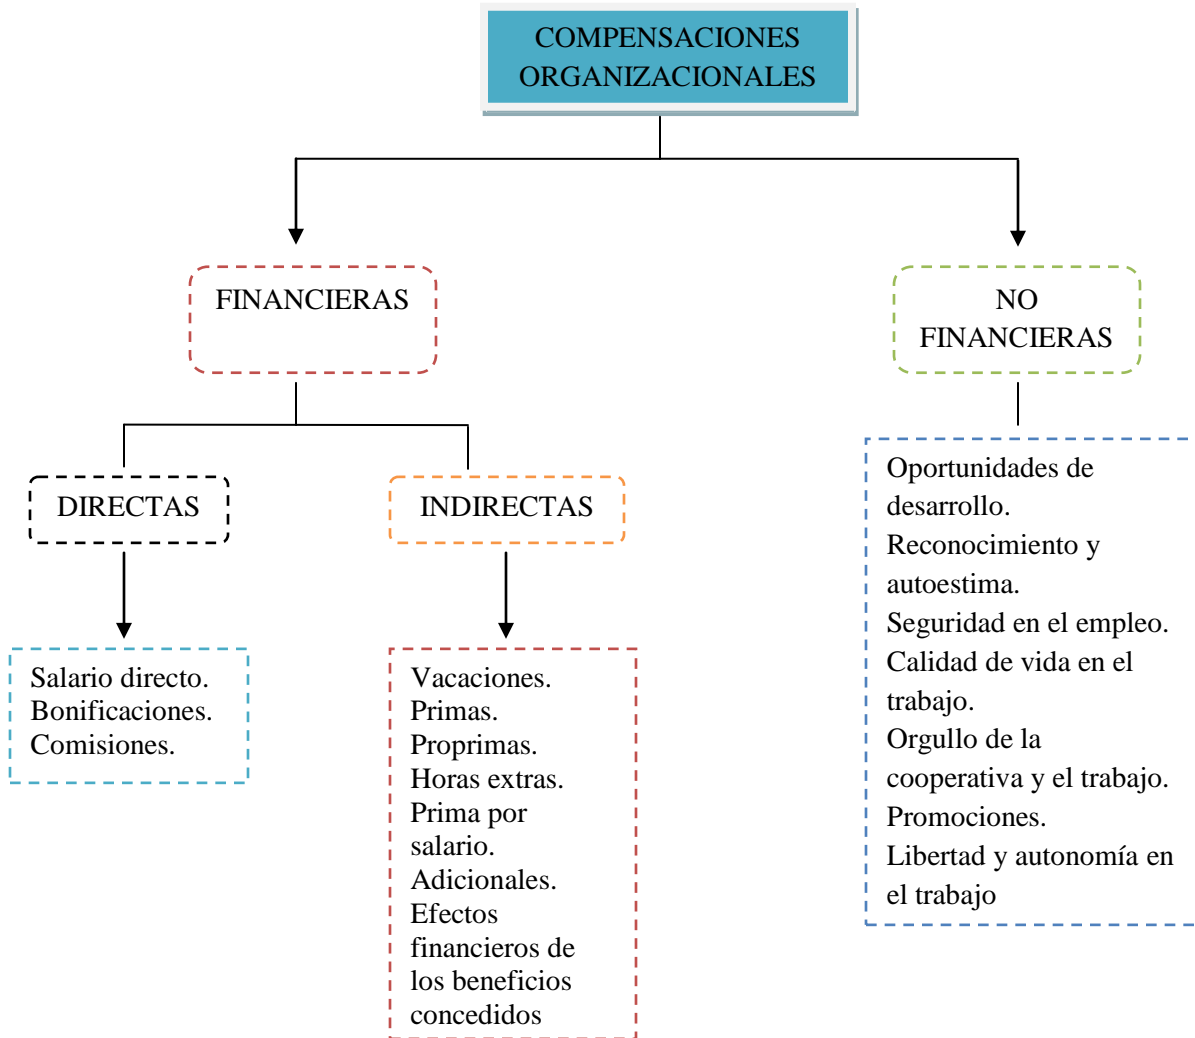 COMPENSACIONES
ORGANIZACIONALES
FINANCIERAS
NO
FINANCIERAS
DIRECTAS
INDIRECTAS
Salario directo.
Bonificaciones.
Comisiones.
Vacaciones.
Primas.
Proprimas.
Horas extras.
Prima por
salario.
Adicionales.
Efectos
financieros de
los beneficios
concedidos
Oportunidades de
desarrollo.
Reconocimiento y
autoestima.
Seguridad en el empleo.
Calidad de vida en el
trabajo.
Orgullo de la
cooperativa y el trabajo.
Promociones.
Libertad y autonomía en
el trabajo